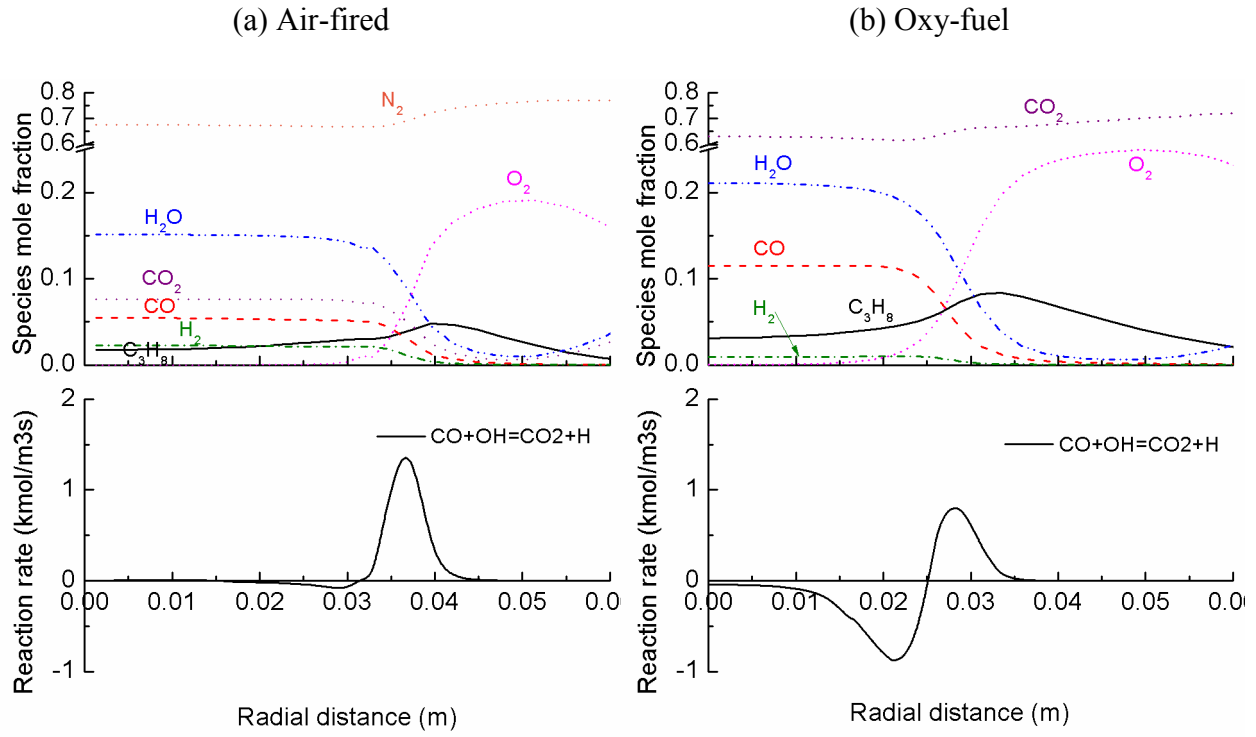 (a) Air-fired
(b) Oxy-fuel
Species mole fraction
0.8
0.7
0.6
0.2
0.1
0.0
N2
O2
H2O
CO2
CO
H2
C3H8
Species mole fraction
0.8
0.7
0.6
0.2
0.1
0.0
CO2
H2O
O2
CO
C3H8
H2
Reaction rate (kmol/m3s)
2
1
0
-1
CO+OH=CO2+H
0.00 0.01 0.02 0.03 0.04 0.05 0.0
Radial distance (m)
Reaction rate (kmol/m3s)
2
1
0
-1
CO+OH=CO2+H
0.00 0.01 0.02 0.03 0.04 0.05 0.0
Radial distance (m)